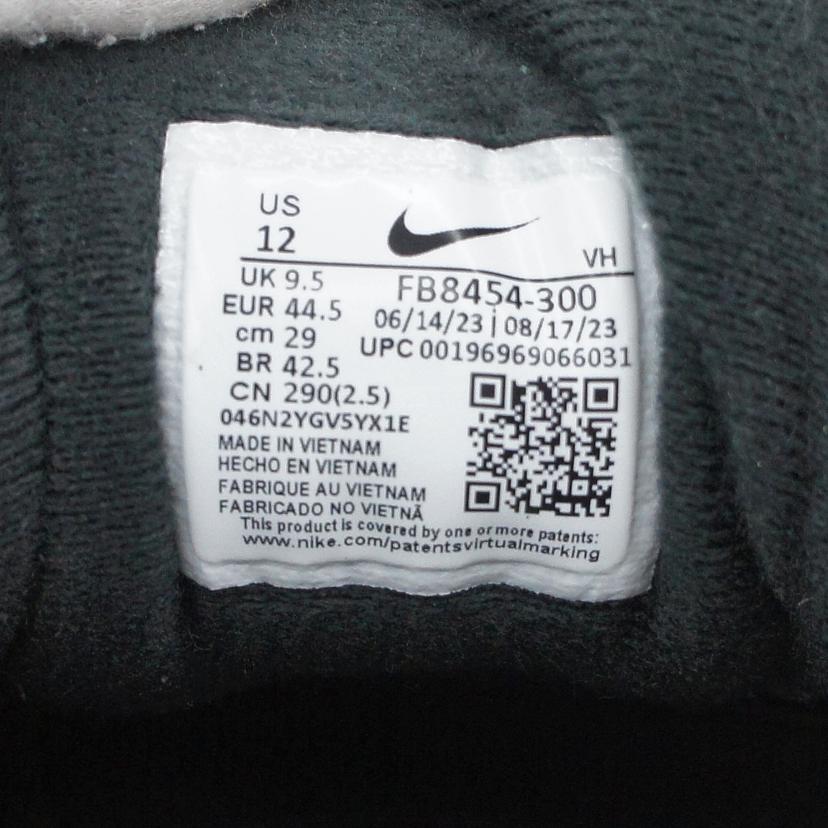 US
12
VH
UK 9.5
EUR 44.5
cm 29
BR 42.5
CN 290(2.5)
FB8454-300
06/14/23 | 08/17/23
UPC 00196969066031
046N2YGV5YX1E
MADE IN VIETNAM
HECHO EN VIETNAM
FABRIQUE AU VIETNAM
FABRICADO NO VIETNÃ
This product is covered by one or more patents:
www.nike.com/patentsvirtualmarking